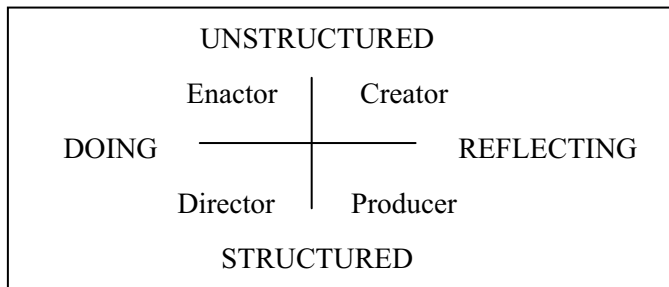 UNSTRUCTURED
Enactor Creator
DOING REFLECTING
Director Producer
STRUCTURED